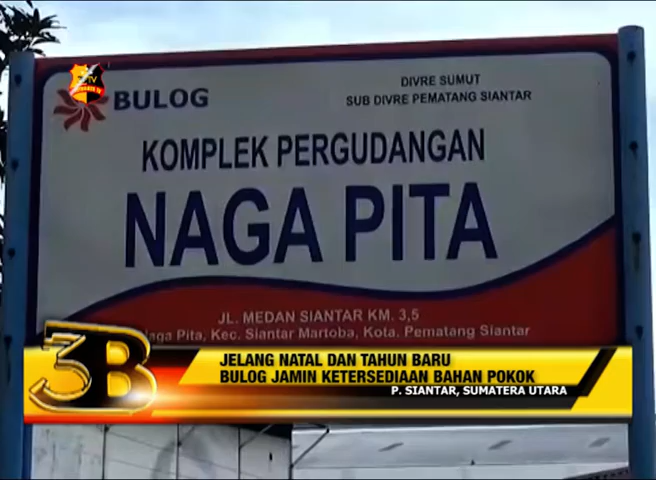 BULOG
DIVRE SUMUT
SUB DIVRE PEMATANG SIANTAR
KOMPLEK PERGUDANGAN
NAGA PITA
JL. MEDAN SIANTAR KM. 3,5
Naga Pita, Kec. Siantar Martoba, Kota. Pematang Siantar
3B
JELANG NATAL DAN TAHUN BARU
BULOG JAMIN KETERSEDIAAN BAHAN POKOK
P. SIANTAR, SUMATERA UTARA